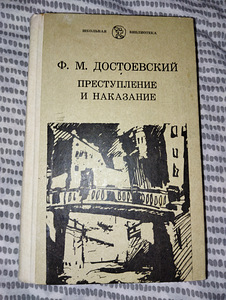 ШКОЛЬНАЯ БИБЛИОТЕКА
Ф. М. ДОСТОЕВСКИЙ
ПРЕСТУПЛЕНИЕ
И НАКАЗАНИЕ